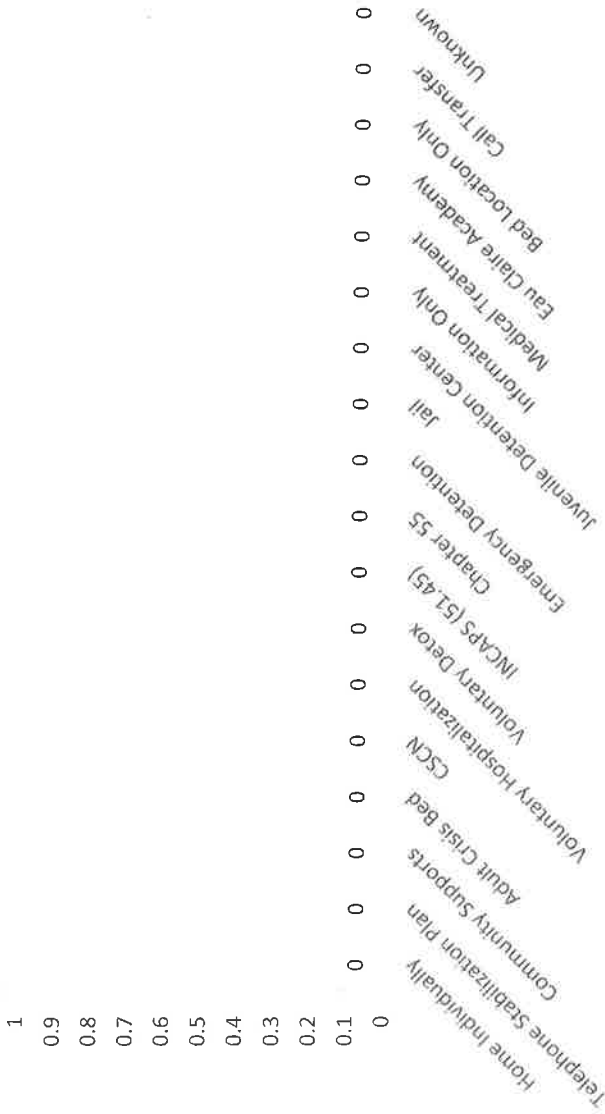 1
0.9
0.8
0.7
0.6
0.5
0.4
0.3
0.2
0.1
0
0 0 0 0 0 0 0 0 0 0 0 0 0 0 0 0 0 0
Home Individually
Telephone Stabilization Plan
Community Supports
Adult Crisis Bed
CSCN
Voluntary Hospitalization
Voluntary Detox
INCAPS (51.45)
Chapter 55
Emergency Detention
Jail
Juvenile Detention Center
Information Only
Medical Treatment
Eau Claire Academy
Bed Location Only
Call Transfer
Unknown